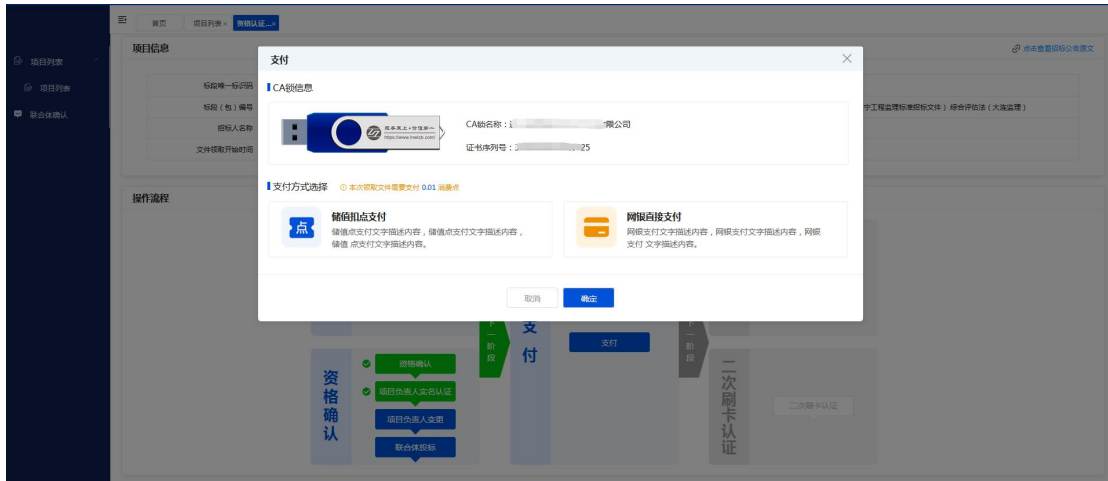 首页
项目列表×
资格认证...×
项目列表
项目列表
联合体确认
项目信息
点击查看招标公告原文
标段唯一标识码
标段（包）编号
宁工程监理标准招标文件）综合评估法（大连监理）
招标人名称
文件领取开始时间
支付
CA锁信息
CA锁名称：
限公司
证书序列号：
25
支付方式选择
本次领取文件需要支付 0.01 消费点
点
储值扣点支付
储值点支付文字描述内容，储值点支付文字描述内容，
储值 点支付文字描述内容。
网银直接支付
网银支付文字描述内容，网银支付文字描述内容，网银
支付 文字描述内容。
取消
确定
操作流程
资格确认
资格确认
项目负责人实名认证
项目负责人变更
联合体投标
一阶段
支付
支付
一阶段
二次刷卡认证
二次刷卡认证